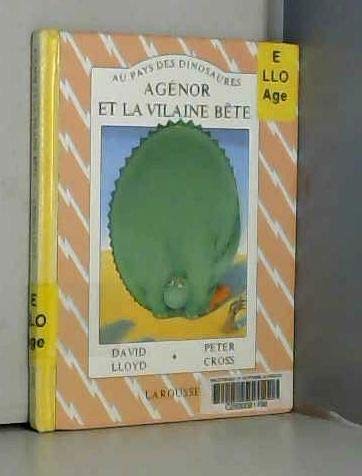 AU PAYS DES DINOSAURES
AGÉNOR
ET LA VILAINE BÊTE
E
LLO
Age
DAVID
LLOYD
•
PETER
CROSS
LAROUSSE
E
LLO
Age